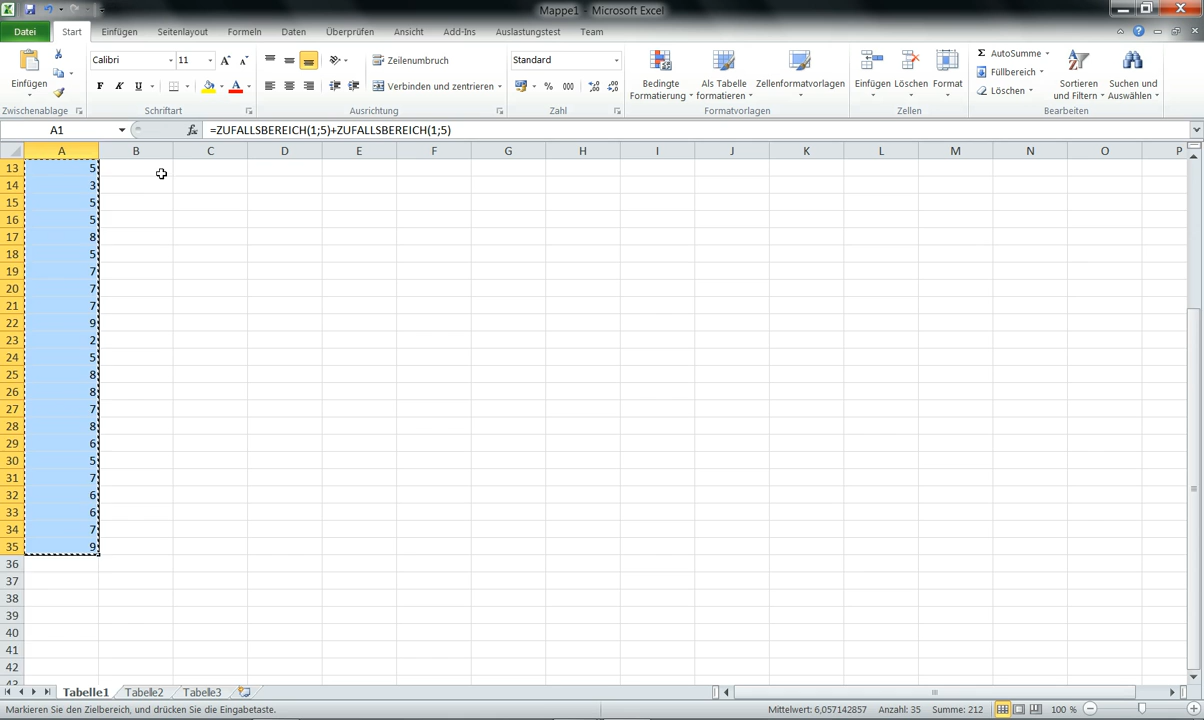 Mappe1 - Microsoft Excel
Datei Start Einfügen Seitenlayout Formeln Daten Überprüfen Ansicht Add-Ins Auslastungstest Team
Einfügen
Zwischenablage
Calibri 11
F K U
Schriftart
Zeilenumbruch
Verbinden und zentrieren
Ausrichtung
Standard
% 000
Zahl
Bedingte Formatierung
Als Tabelle formatieren
Zellenformatvorlagen
Formatvorlagen
Einfügen Löschen Format
Zellen
Σ AutoSumme
Füllbereich
Löschen
Sortieren und Filtern
Suchen und Auswählen
Bearbeiten
A1 fx =ZUFALLSBEREICH(1;5)+ZUFALLSBEREICH(1;5)
A B C D E F G H I J K L M N O P
13 5
14 3
15 5
16 5
17 8
18 5
19 7
20 7
21 7
22 9
23 2
24 5
25 8
26 8
27 7
28 8
29 6
30 5
31 7
32 6
33 6
34 7
35 9
36
37
38
39
40
41
42
43
Tabelle1 Tabelle2 Tabelle3
Markieren Sie den Zielbereich, und drücken Sie die Eingabetaste. Mittelwert: 6,057142857 Anzahl: 35 Summe: 212 100 %